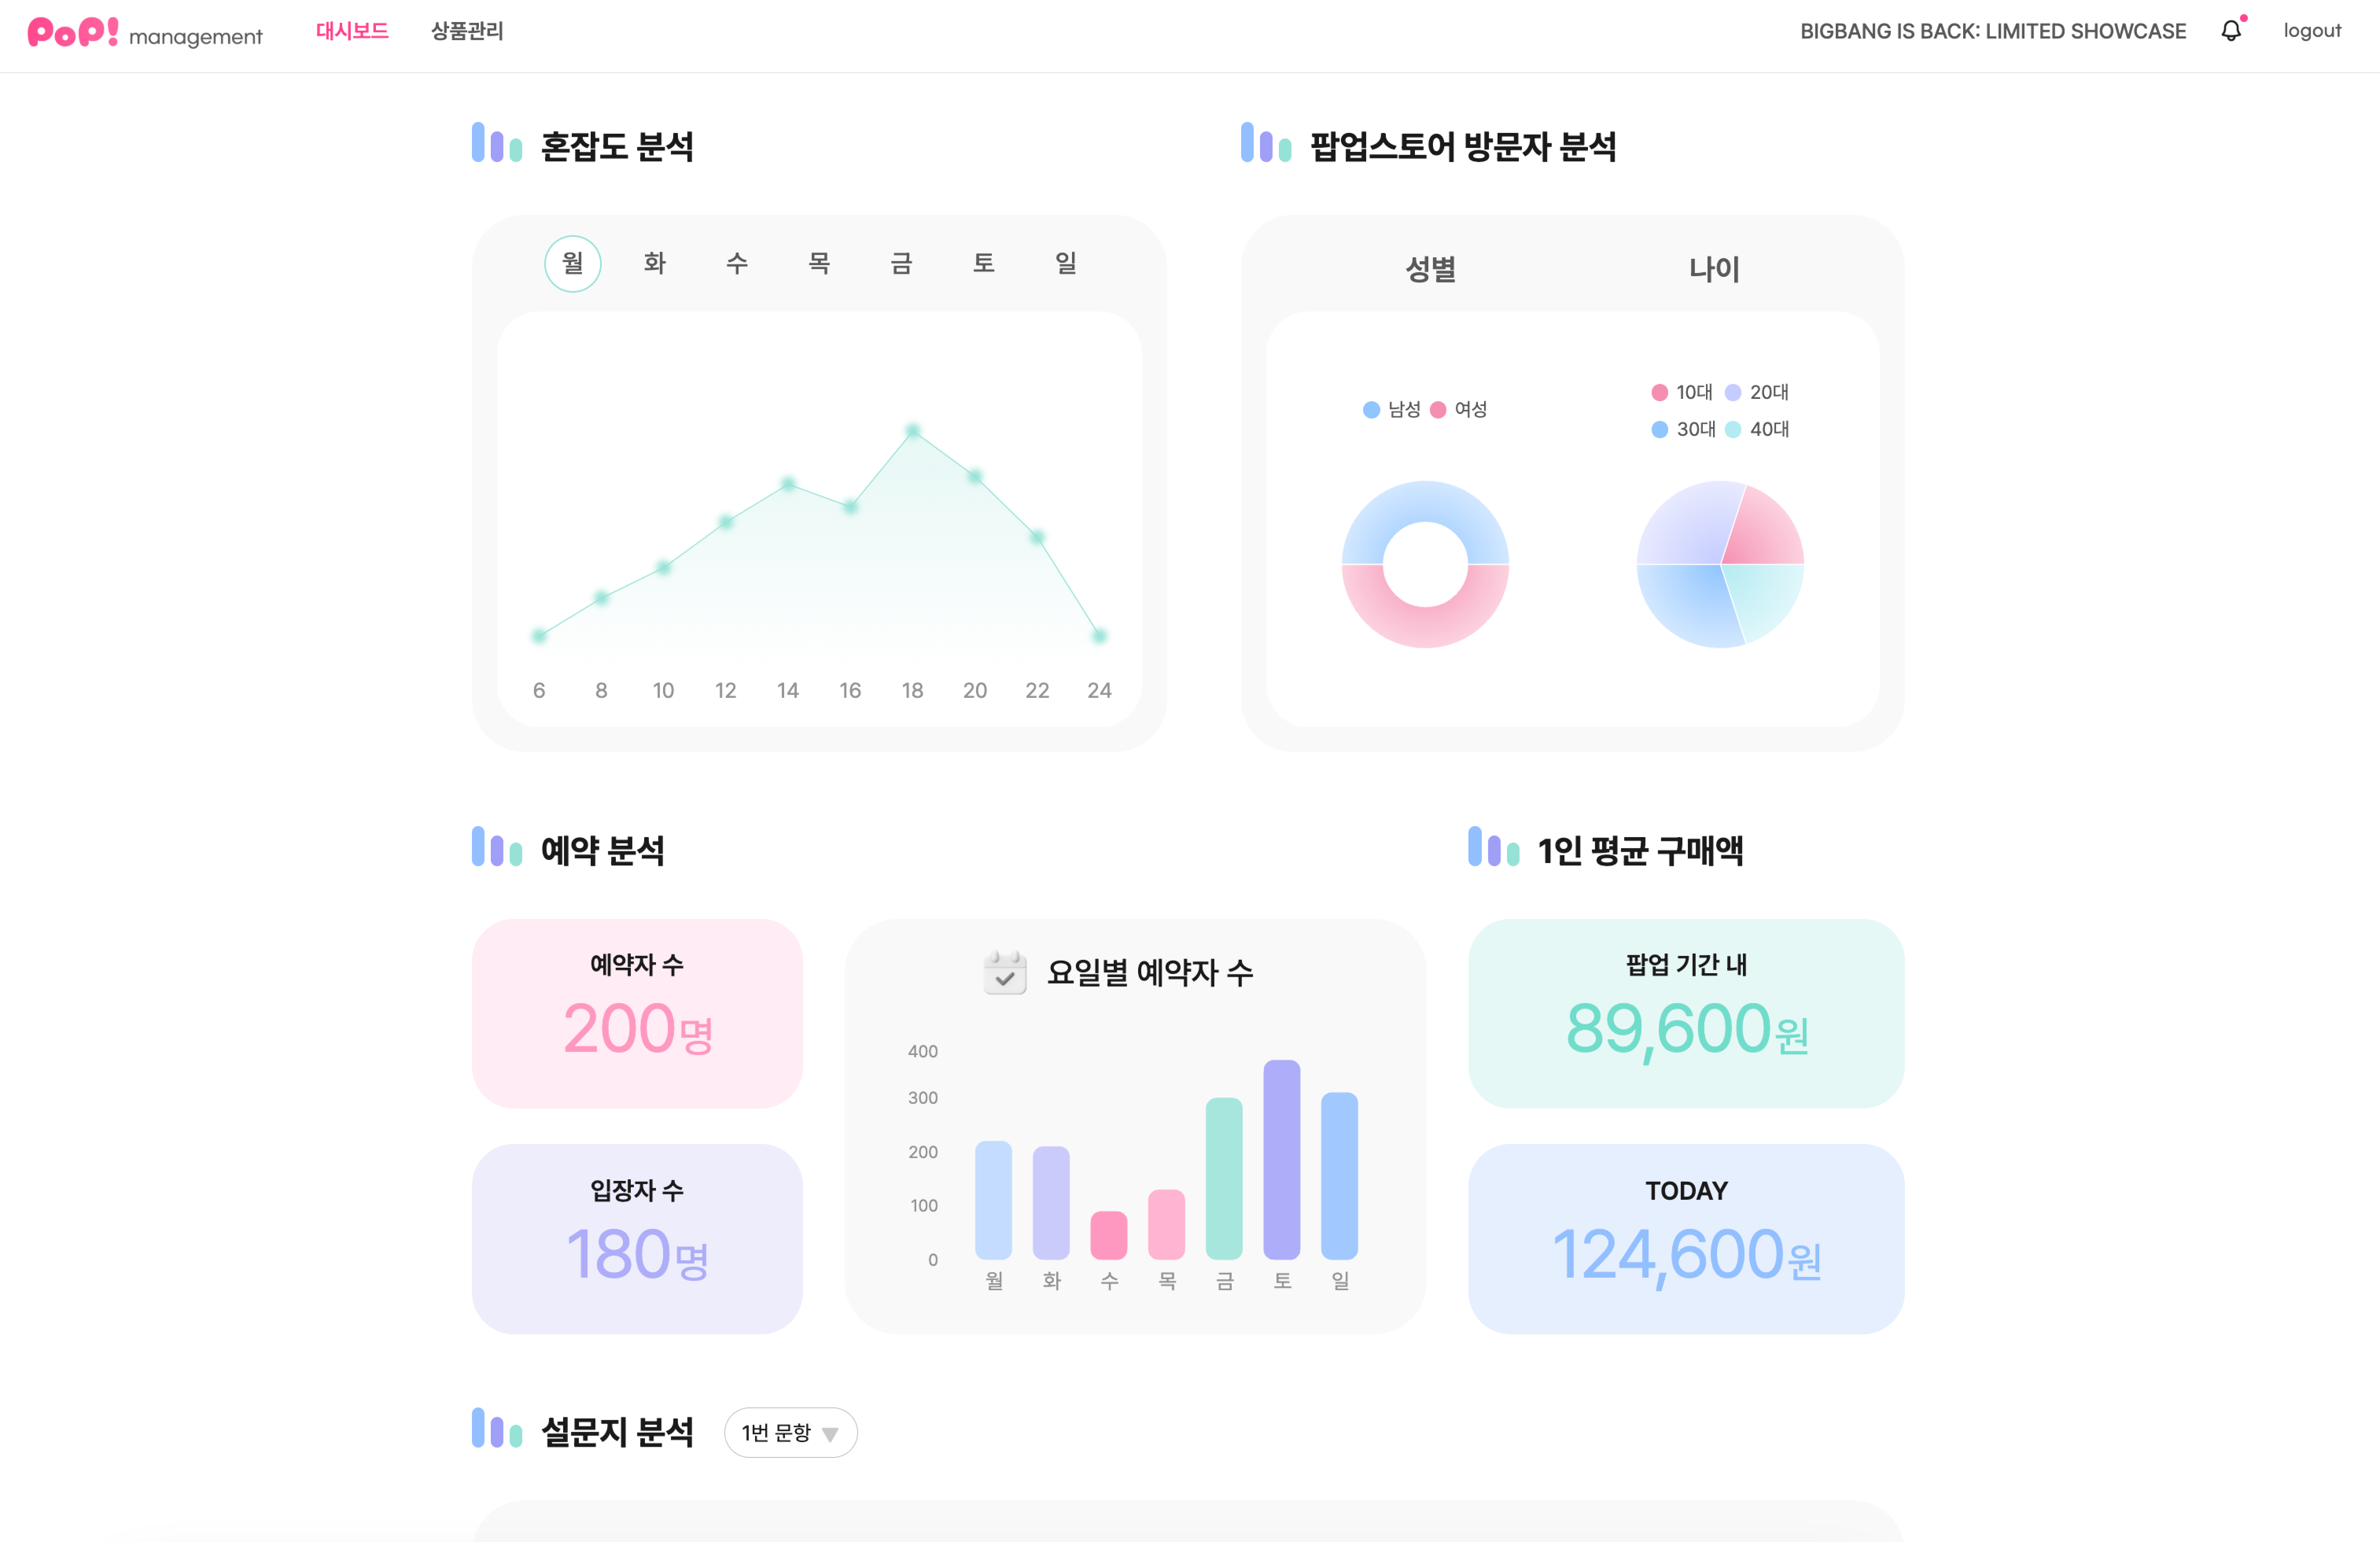 PoP! management 대시보드 상품관리 BIGBANG IS BACK: LIMITED SHOWCASE logout
혼잡도 분석
월 화 수 목 금 토 일
6 8 10 12 14 16 18 20 22 24
팝업스토어 방문자 분석
성별 나이
남성 여성
10대 20대
30대 40대
예약 분석
예약자 수
200명
입장자 수
180명
요일별 예약자 수
400
300
200
100
0
월 화 수 목 금 토 일
1인 평균 구매액
팝업 기간 내
89,600원
TODAY
124,600원
설문지 분석 1번 문항 ▼